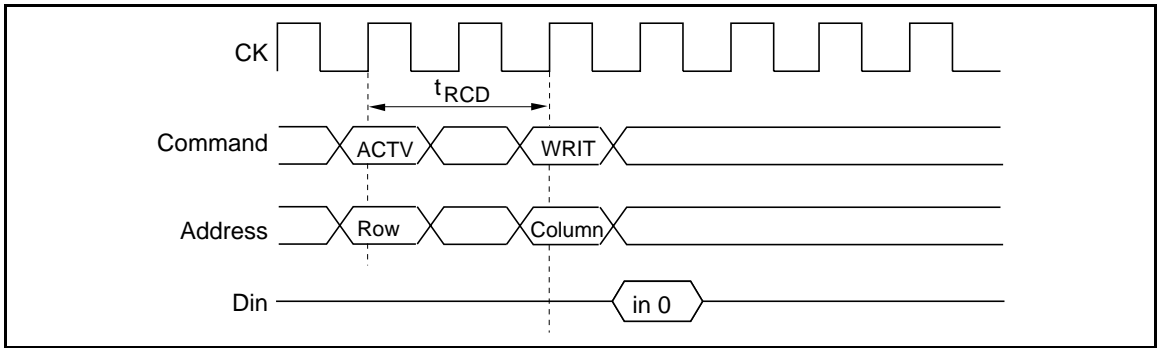 CK
tRCD
Command ACTV WRIT
Address Row Column
Din in 0